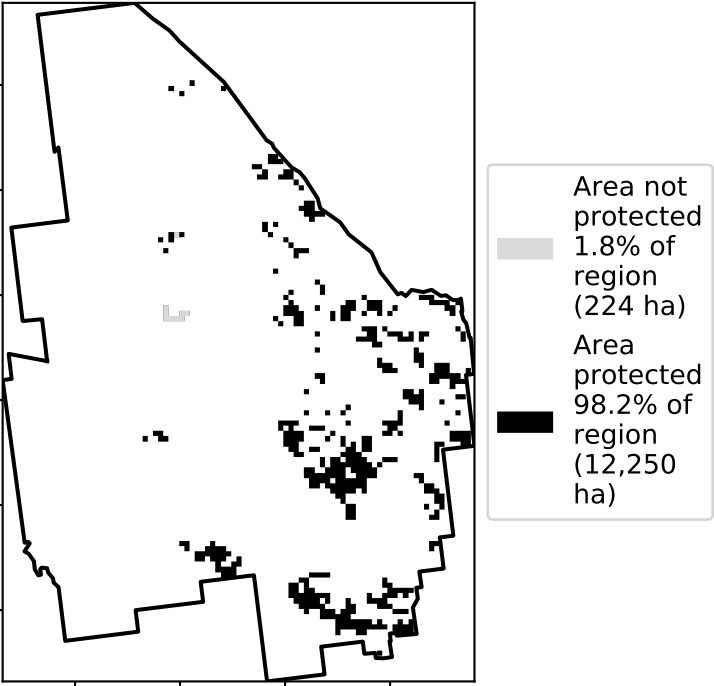 Area not
protected
1.8% of
region
(224 ha)
Area
protected
98.2% of
region
(12,250
ha)